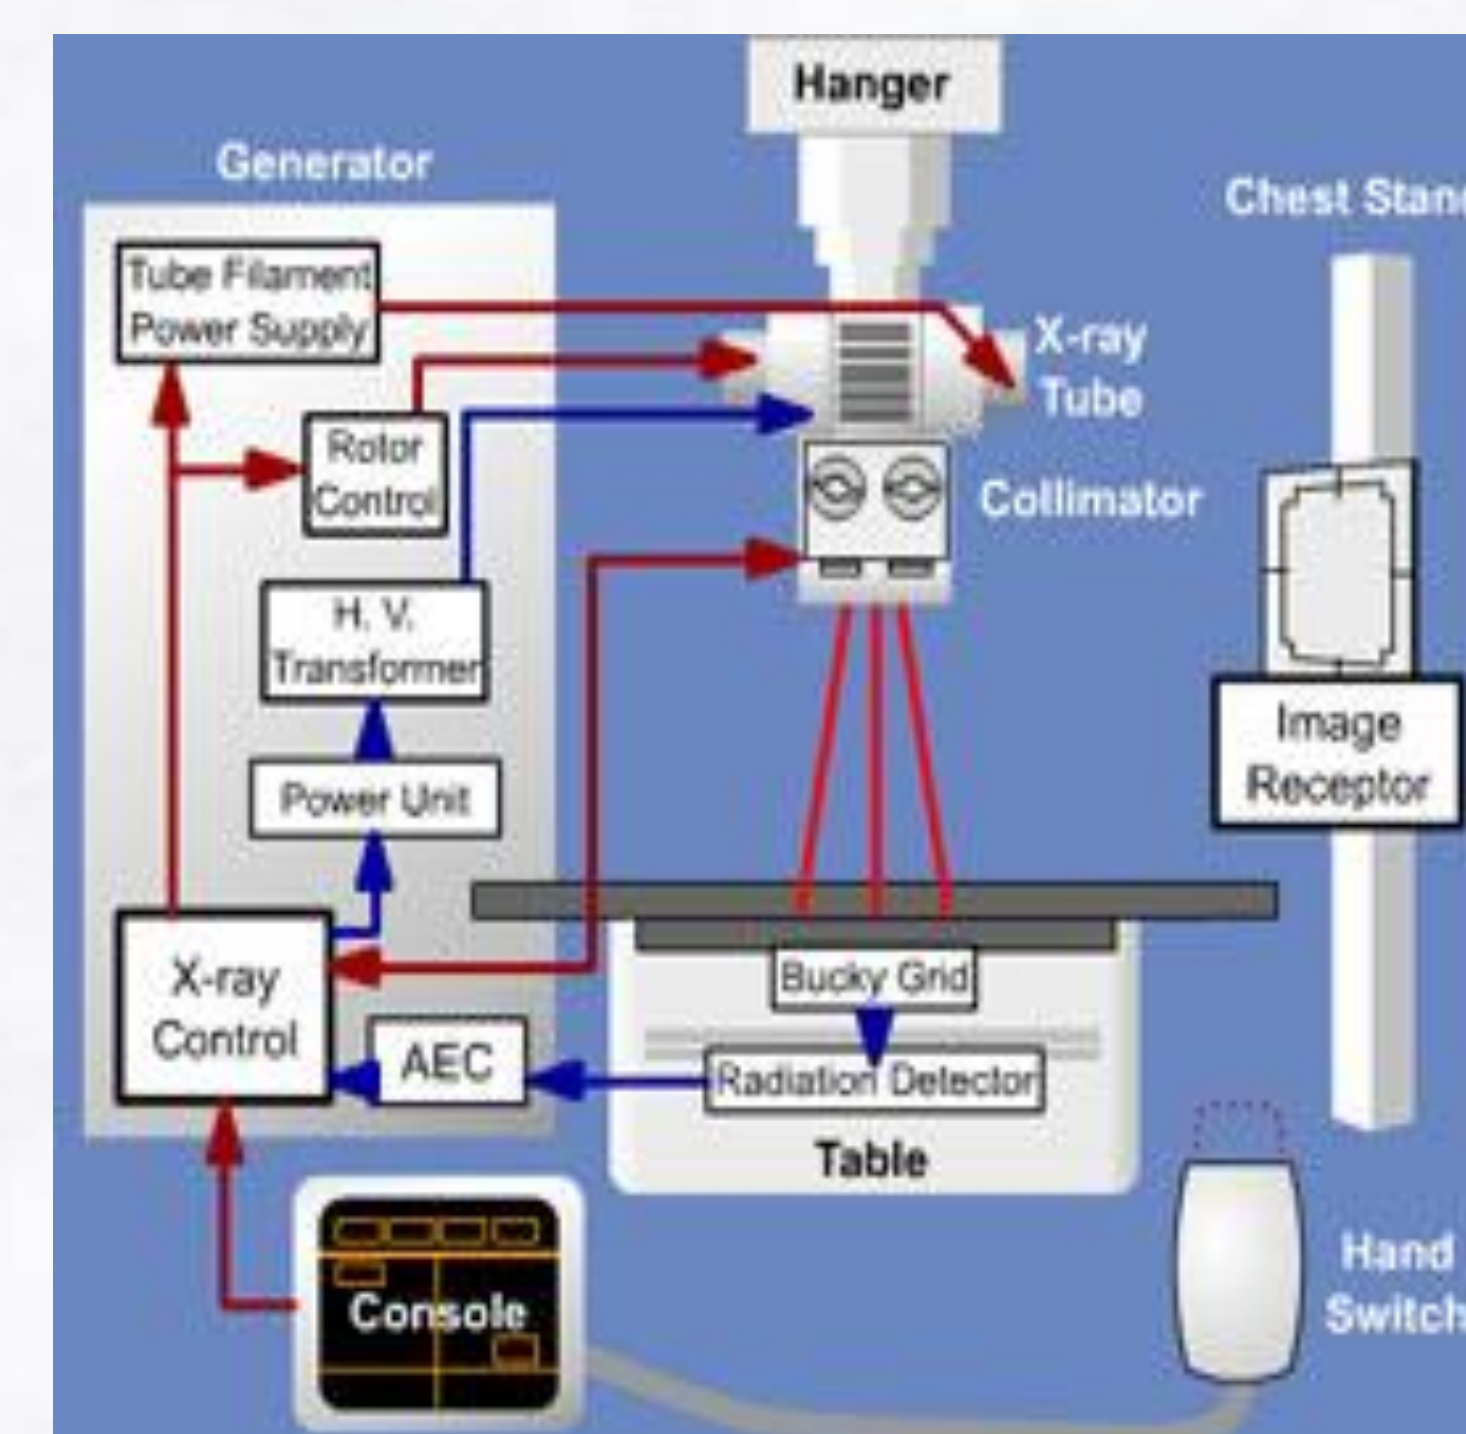 Hanger
Generator
Chest Stan
Tube Filament
Power Supply
X-ray
Tube
Rotor
Control
Collimator
H. V.
Transformer
Image
Receptor
Power Unit
X-ray
Control
Bucky Grid
AEC
Radiation Detector
Table
Console
Hand
Switch